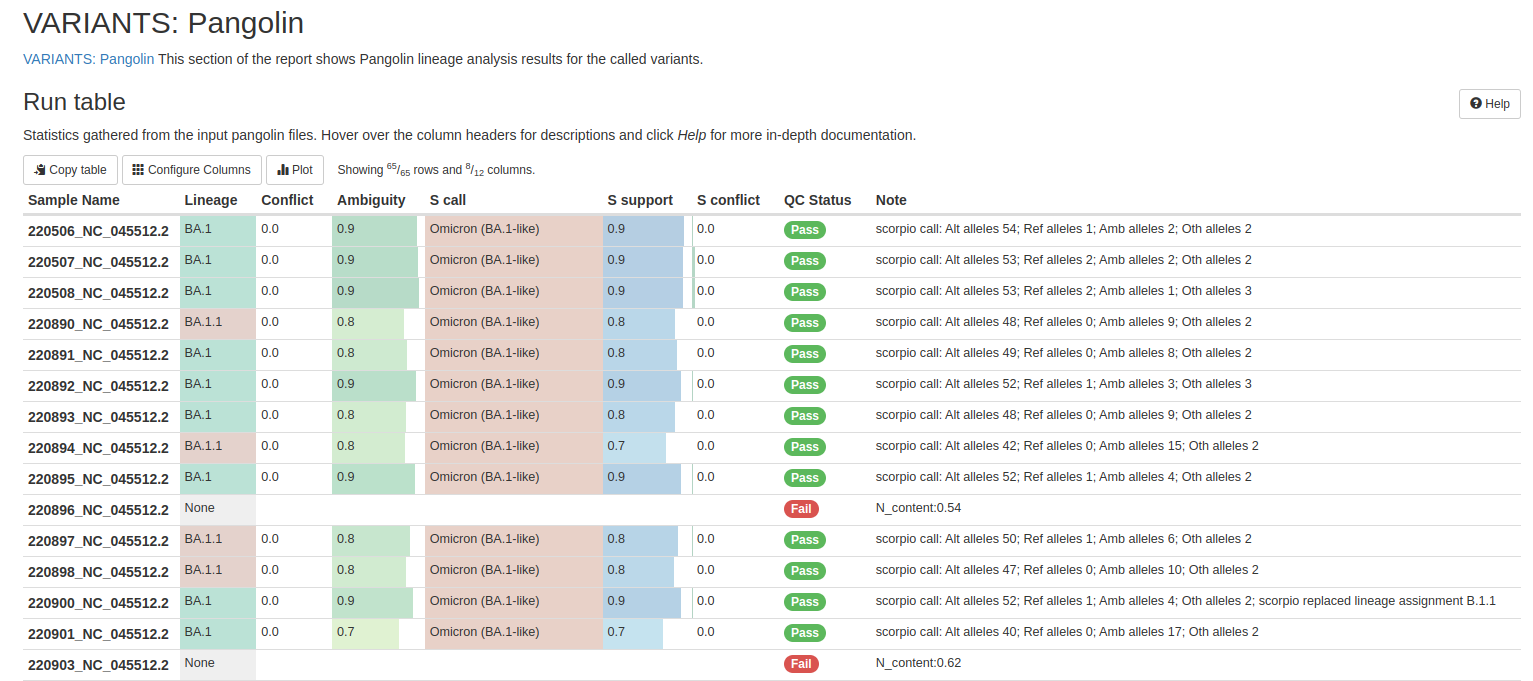 VARIANTS: Pangolin
VARIANTS: Pangolin This section of the report shows Pangolin lineage analysis results for the called variants.
Run table
Help
Statistics gathered from the input pangolin files. Hover over the column headers for descriptions and click Help for more in-depth documentation.
Copy table Configure Columns Plot Showing 65/65 rows and 8/12 columns.
Sample Name Lineage Conflict Ambiguity S call S support S conflict QC Status Note
220506_NC_045512.2 BA.1 0.0 0.9 Omicron (BA.1-like) 0.9 0.0 Pass scorpio call: Alt alleles 54; Ref alleles 1; Amb alleles 2; Oth alleles 2
220507_NC_045512.2 BA.1 0.0 0.9 Omicron (BA.1-like) 0.9 0.0 Pass scorpio call: Alt alleles 53; Ref alleles 2; Amb alleles 2; Oth alleles 2
220508_NC_045512.2 BA.1 0.0 0.9 Omicron (BA.1-like) 0.9 0.0 Pass scorpio call: Alt alleles 53; Ref alleles 2; Amb alleles 1; Oth alleles 3
220890_NC_045512.2 BA.1.1 0.0 0.8 Omicron (BA.1-like) 0.8 0.0 Pass scorpio call: Alt alleles 48; Ref alleles 0; Amb alleles 9; Oth alleles 2
220891_NC_045512.2 BA.1 0.0 0.8 Omicron (BA.1-like) 0.8 0.0 Pass scorpio call: Alt alleles 49; Ref alleles 0; Amb alleles 8; Oth alleles 2
220892_NC_045512.2 BA.1 0.0 0.9 Omicron (BA.1-like) 0.9 0.0 Pass scorpio call: Alt alleles 52; Ref alleles 1; Amb alleles 3; Oth alleles 3
220893_NC_045512.2 BA.1 0.0 0.8 Omicron (BA.1-like) 0.8 0.0 Pass scorpio call: Alt alleles 48; Ref alleles 0; Amb alleles 9; Oth alleles 2
220894_NC_045512.2 BA.1.1 0.0 0.8 Omicron (BA.1-like) 0.7 0.0 Pass scorpio call: Alt alleles 42; Ref alleles 0; Amb alleles 15; Oth alleles 2
220895_NC_045512.2 BA.1 0.0 0.9 Omicron (BA.1-like) 0.9 0.0 Pass scorpio call: Alt alleles 52; Ref alleles 1; Amb alleles 4; Oth alleles 2
220896_NC_045512.2 None Fail N_content:0.54
220897_NC_045512.2 BA.1.1 0.0 0.8 Omicron (BA.1-like) 0.8 0.0 Pass scorpio call: Alt alleles 50; Ref alleles 1; Amb alleles 6; Oth alleles 2
220898_NC_045512.2 BA.1.1 0.0 0.8 Omicron (BA.1-like) 0.8 0.0 Pass scorpio call: Alt alleles 47; Ref alleles 0; Amb alleles 10; Oth alleles 2
220900_NC_045512.2 BA.1 0.0 0.9 Omicron (BA.1-like) 0.9 0.0 Pass scorpio call: Alt alleles 52; Ref alleles 1; Amb alleles 4; Oth alleles 2; scorpio replaced lineage assignment B.1.1
220901_NC_045512.2 BA.1 0.0 0.7 Omicron (BA.1-like) 0.7 0.0 Pass scorpio call: Alt alleles 40; Ref alleles 0; Amb alleles 17; Oth alleles 2
220903_NC_045512.2 None Fail N_content:0.62